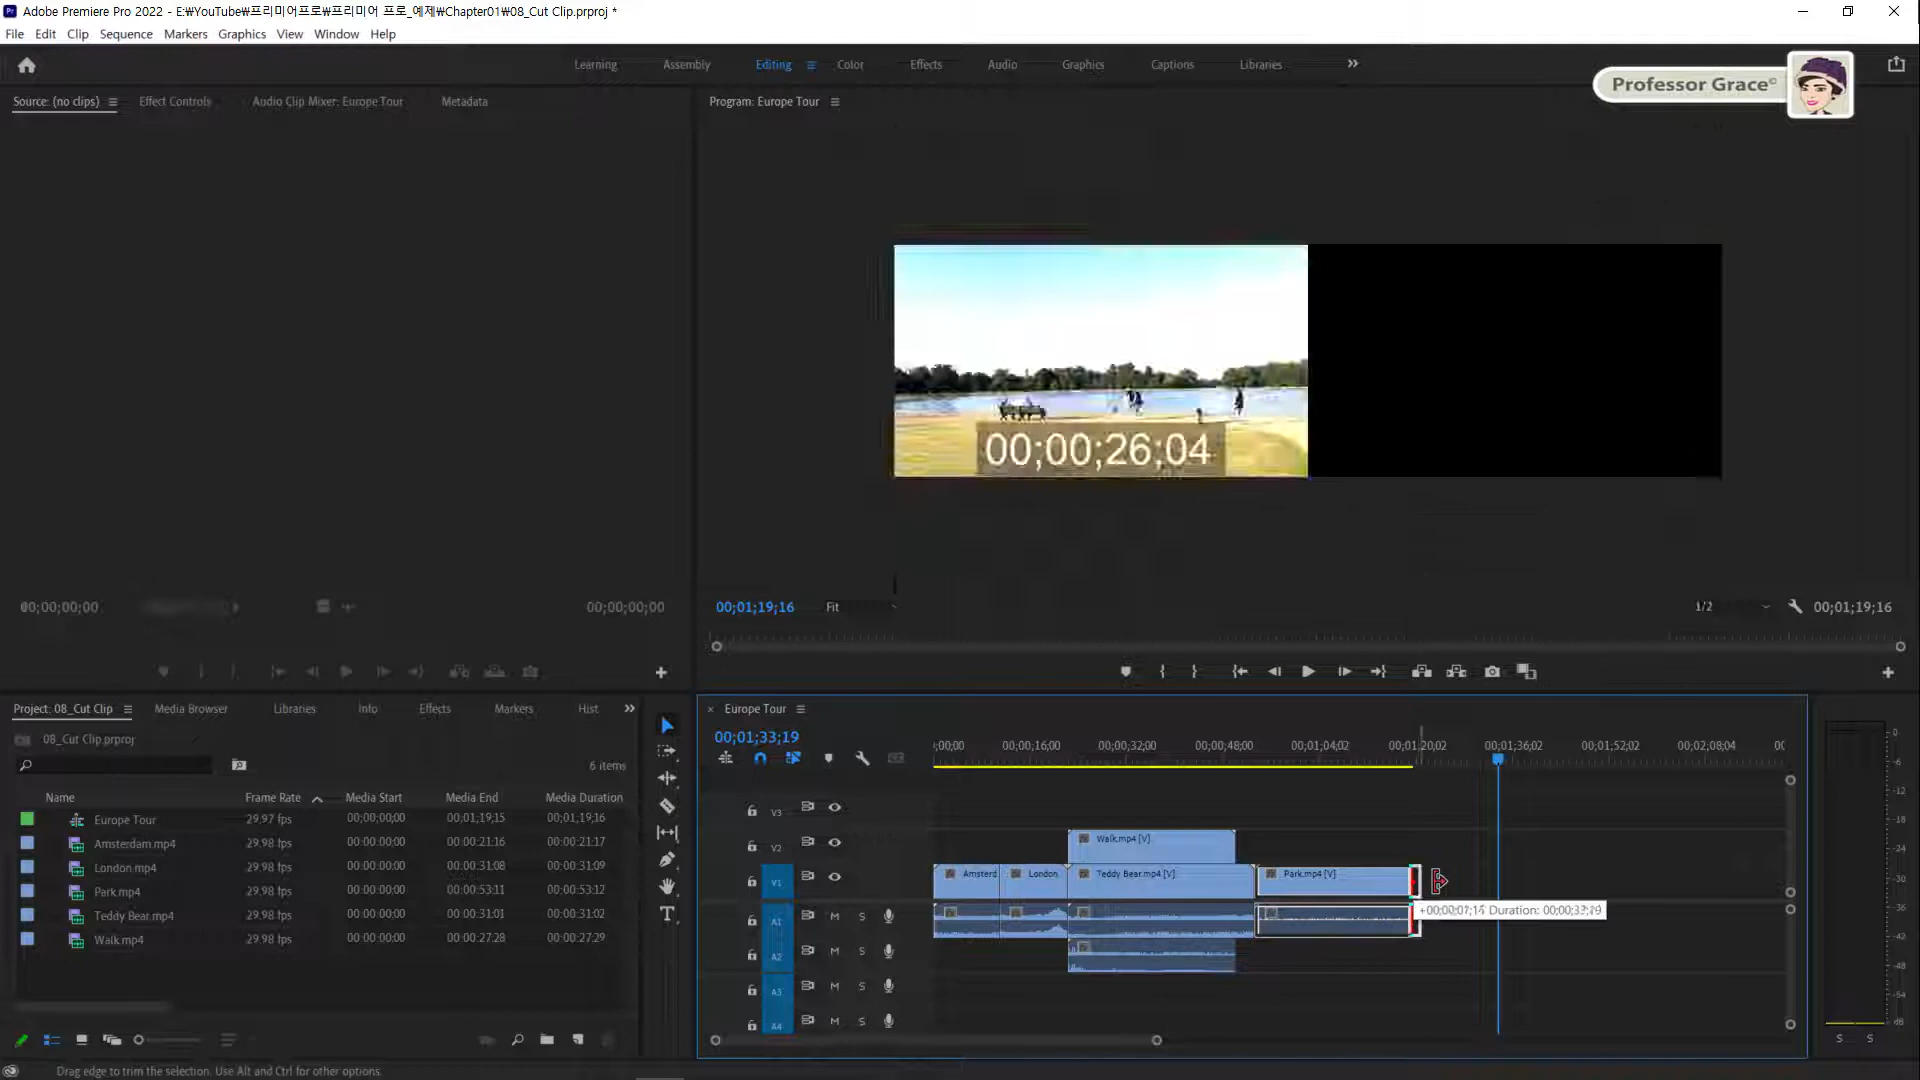 Adobe Premiere Pro 2022 - E:₩YouTube₩프리미어프로₩프리미어 프로_예제₩Chapter01₩08_Cut Clip.prproj *
File Edit Clip Sequence Markers Graphics View Window Help
Learning Assembly Editing Color Effects Audio Graphics Captions Libraries
Professor Grace©
Source: (no clips) Effect Controls Audio Clip Mixer: Europe Tour Metadata
Program: Europe Tour
00;00;26;04
00;00;00;00 00;00;00;00
00;01;19;16 Fit 1/2 00;01;19;16
Project: 08_Cut Clip Media Browser Libraries Info Effects Markers Hist
08_Cut Clip.prproj
6 items
Name Frame Rate Media Start Media End Media Duration
Europe Tour 29.97 fps 00;00;00;00 00;01;19;15 00;01;19;16
Amsterdam.mp4 29.98 fps 00:00:00:00 00:00:21:16 00:00:21:17
London.mp4 29.98 fps 00:00:00:00 00:00:31:08 00:00:31:09
Park.mp4 29.98 fps 00:00:00:00 00:00:53:11 00:00:53:12
Teddy Bear.mp4 29.98 fps 00:00:00:00 00:00:31:01 00:00:31:02
Walk.mp4 29.98 fps 00:00:00:00 00:00:27:28 00:00:27:29
Europe Tour
00;01;33;19
;00;00 00;00;16;00 00;00;32;00 00;00;48;00 00;01;04;02 00;01;20;02 00;01;36;02 00;01;52;02 00;02;08;04 00
V3
V2 Walk.mp4 [V]
V1 Amsterd London Teddy Bear.mp4 [V] Park.mp4 [V]
A1 M S
Duration:
A2 M S
A3 M S
A4 M S
0
-6
-12
-18
-24
-30
-36
-42
-48
-54
dB
S S
Drag edge to trim the selection. Use Alt and Ctrl for other options.